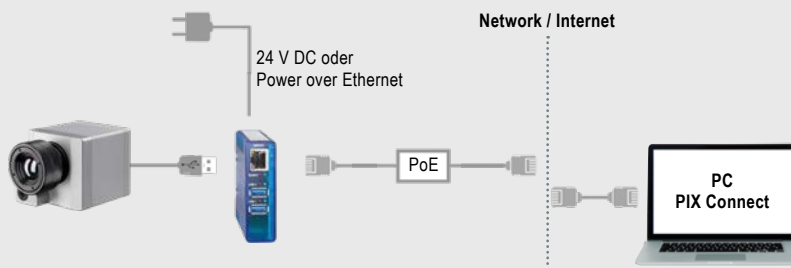 Network / Internet
24 V DC oder
Power over Ethernet
PoE
PC
PIX Connect